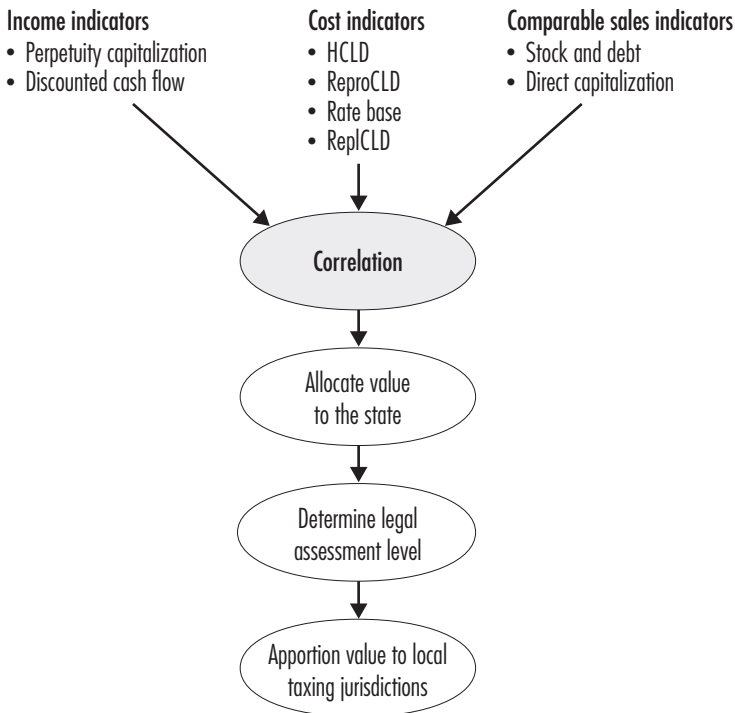 Income indicators
• Perpetuity capitalization
• Discounted cash flow
Cost indicators
• HCLD
• ReproCLD
• Rate base
• ReplCLD
Comparable sales indicators
• Stock and debt
• Direct capitalization
Correlation
Allocate value
to the state
Determine legal
assessment level
Apportion value to local
taxing jurisdictions